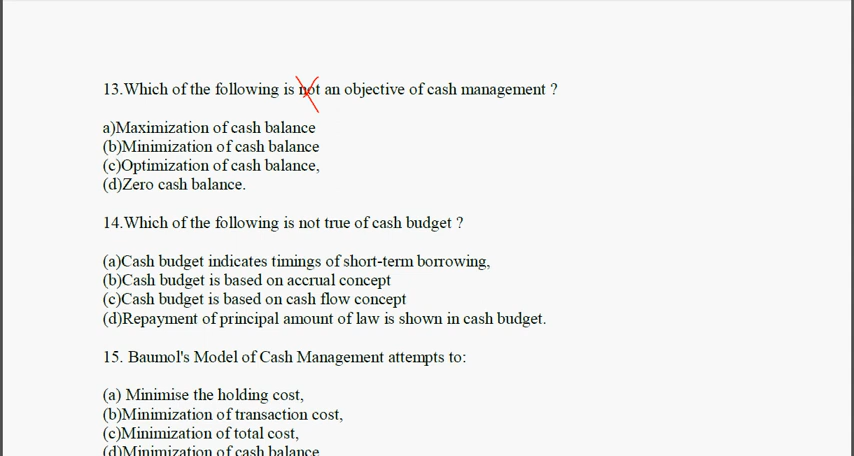 13.Which of the following is not an objective of cash management ?
a)Maximization of cash balance
(b)Minimization of cash balance
(c)Optimization of cash balance,
(d)Zero cash balance.
14.Which of the following is not true of cash budget ?
(a)Cash budget indicates timings of short-term borrowing,
(b)Cash budget is based on accrual concept
(c)Cash budget is based on cash flow concept
(d)Repayment of principal amount of law is shown in cash budget.
15. Baumol's Model of Cash Management attempts to:
(a) Minimise the holding cost,
(b)Minimization of transaction cost,
(c)Minimization of total cost,
(d)Minimization of cash balance